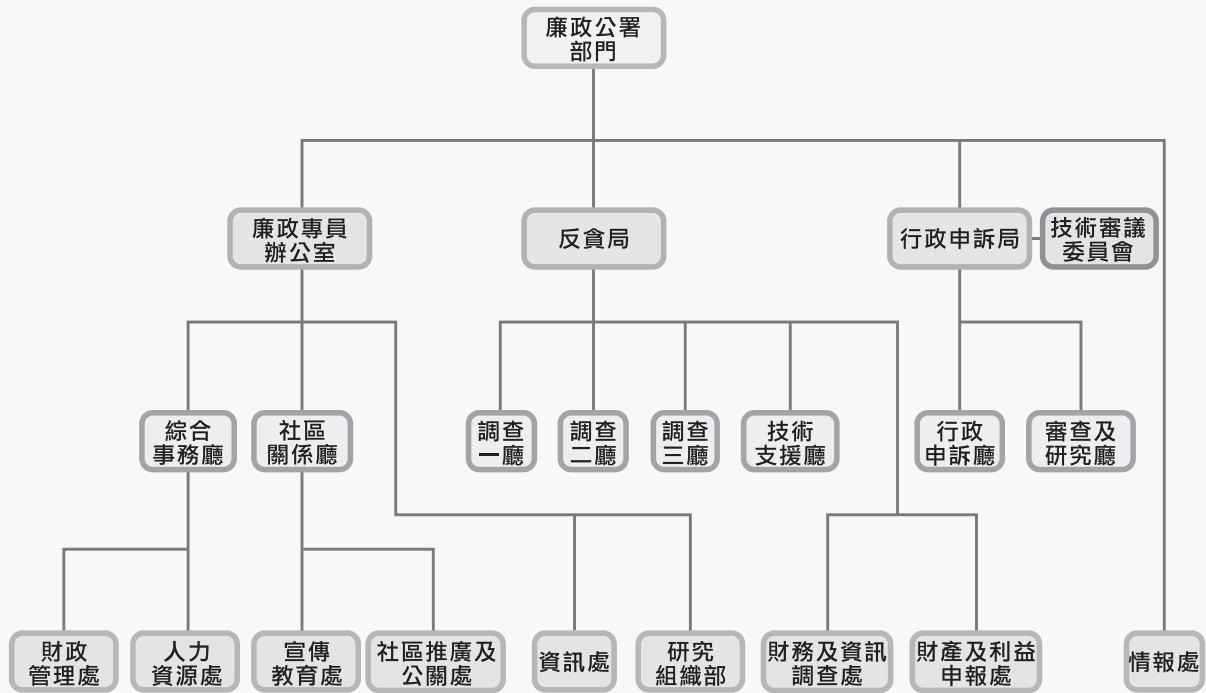 廉政公署
部門
廉政專員
辦公室
反貪局
行政申訴局
技術審議
委員會
綜合
事務廳
社區
關係廳
調查
一廳
調查
二廳
調查
三廳
技術
支援廳
行政
申訴廳
審查及
研究廳
財政
管理處
人力
資源處
宣傳
教育處
社區推廣及
公關處
資訊處
研究
組織部
財務及資訊
調查處
財產及利益
申報處
情報處